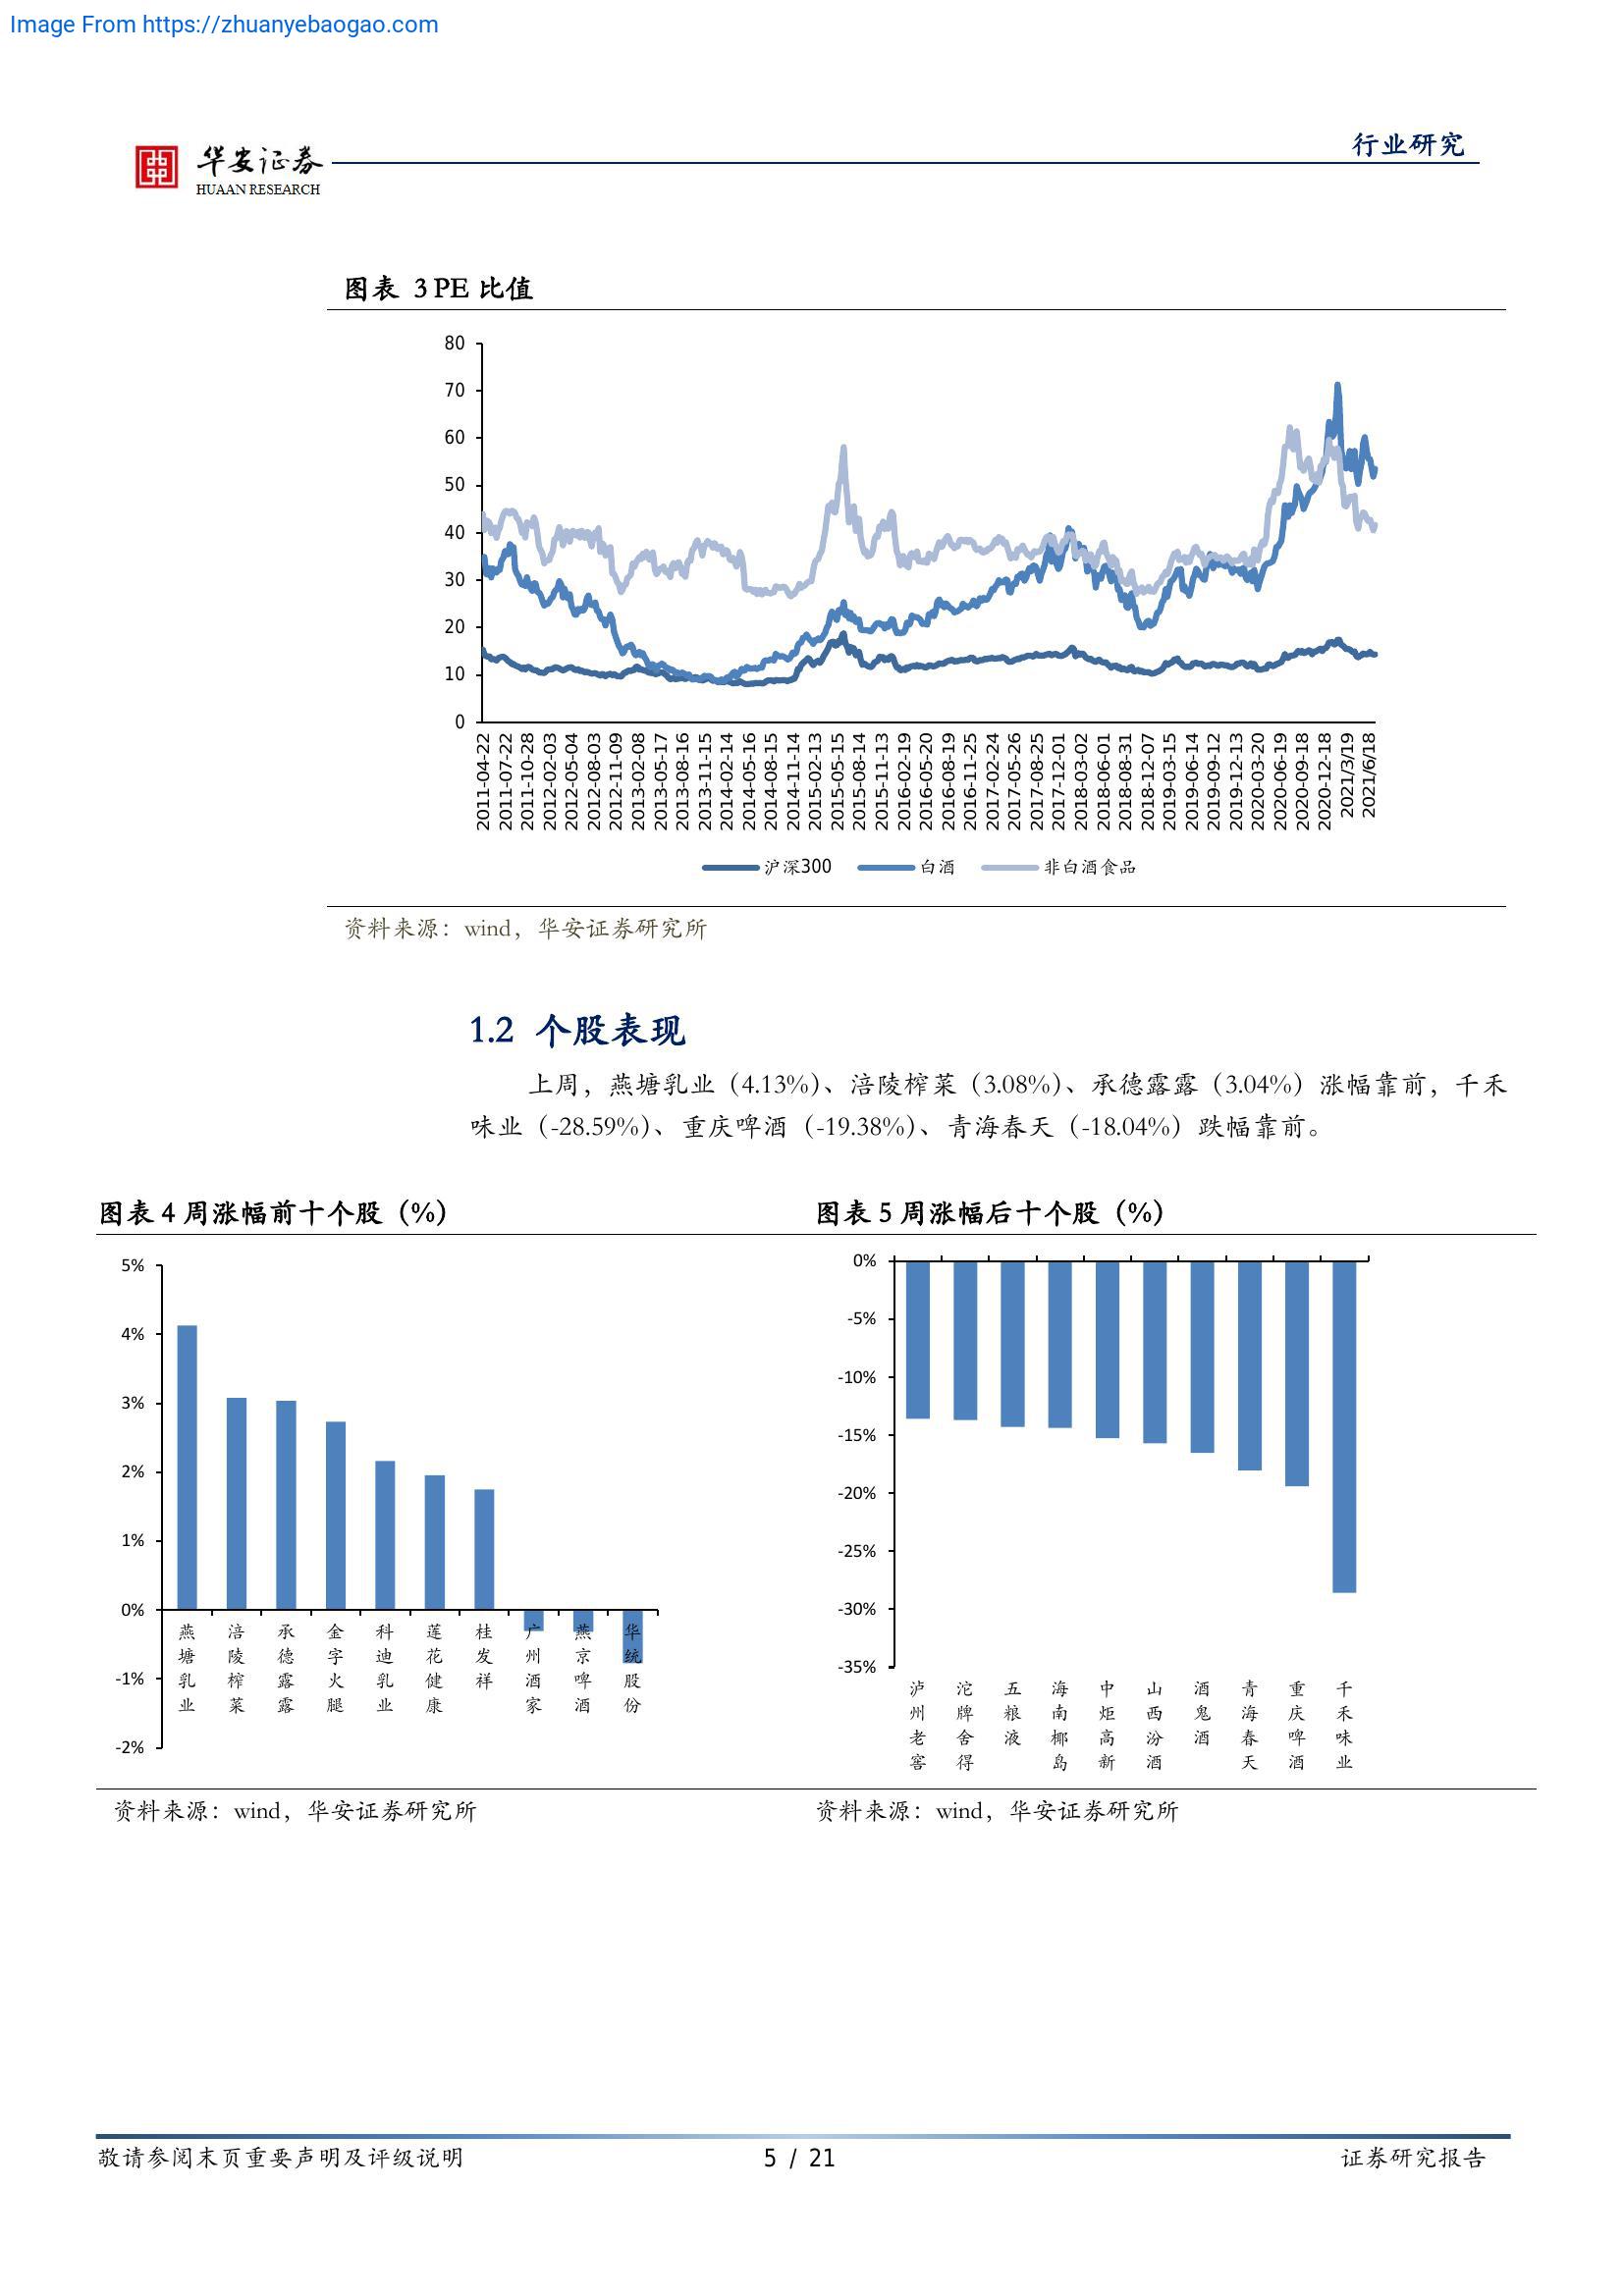 Image From https://zhuanyebaogao.com
华安证券
HUAAN RESEARCH
行业研究
图表 3 PE 比值
80
70
60
50
40
30
20
10
0
2011-04-22
2011-07-22
2011-10-28
2012-02-03
2012-05-04
2012-08-03
2012-11-09
2013-02-08
2013-05-17
2013-08-16
2013-11-15
2014-02-14
2014-05-16
2014-08-15
2014-11-14
2015-02-13
2015-05-15
2015-08-14
2015-11-13
2016-02-19
2016-05-20
2016-08-19
2016-11-25
2017-02-24
2017-05-26
2017-08-25
2017-12-01
2018-03-02
2018-06-01
2018-08-31
2018-12-07
2019-03-15
2019-06-14
2019-09-12
2019-12-13
2020-03-20
2020-06-19
2020-09-18
2020-12-18
2021/3/19
2021/6/18
沪深300 白酒 非白酒食品
资料来源：wind，华安证券研究所
1.2 个股表现
上周，燕塘乳业（4.13%）、涪陵榨菜（3.08%）、承德露露（3.04%）涨幅靠前，千禾
味业（-28.59%）、重庆啤酒（-19.38%）、青海春天（-18.04%）跌幅靠前。
图表 4 周涨幅前十个股（%）
5%
4%
3%
2%
1%
0%
-1%
-2%
燕塘乳业
涪陵榨菜
承德露露
金字火腿
科迪乳业
莲花健康
桂发祥
广州酒家
燕京啤酒
华统股份
资料来源：wind，华安证券研究所
图表 5 周涨幅后十个股（%）
0%
-5%
-10%
-15%
-20%
-25%
-30%
-35%
泸州老窖
沱牌舍得
五粮液
海南椰岛
中炬高新
山西汾酒
酒鬼酒
青海春天
重庆啤酒
千禾味业
资料来源：wind，华安证券研究所
敬请参阅末页重要声明及评级说明
5 / 21
证券研究报告